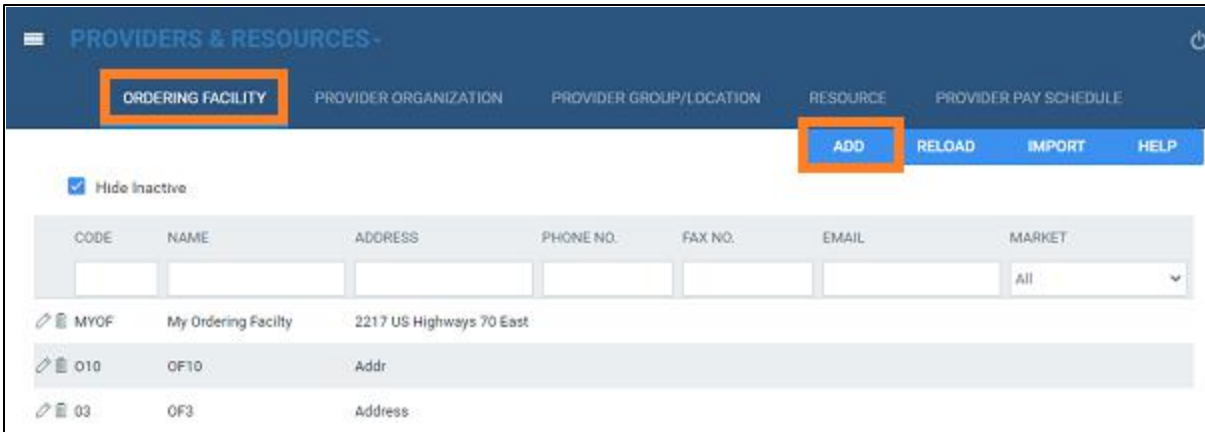 PROVIDERS & RESOURCES
ORDERING FACILITY PROVIDER ORGANIZATION PROVIDER GROUP/LOCATION RESOURCE PROVIDER PAY SCHEDULE
ADD RELOAD IMPORT HELP
Hide Inactive
CODE NAME ADDRESS PHONE NO. FAX NO. EMAIL MARKET
All
MYOF My Ordering Facilty 2217 US Highways 70 East
O10 OF10 Addr
03 OF3 Address